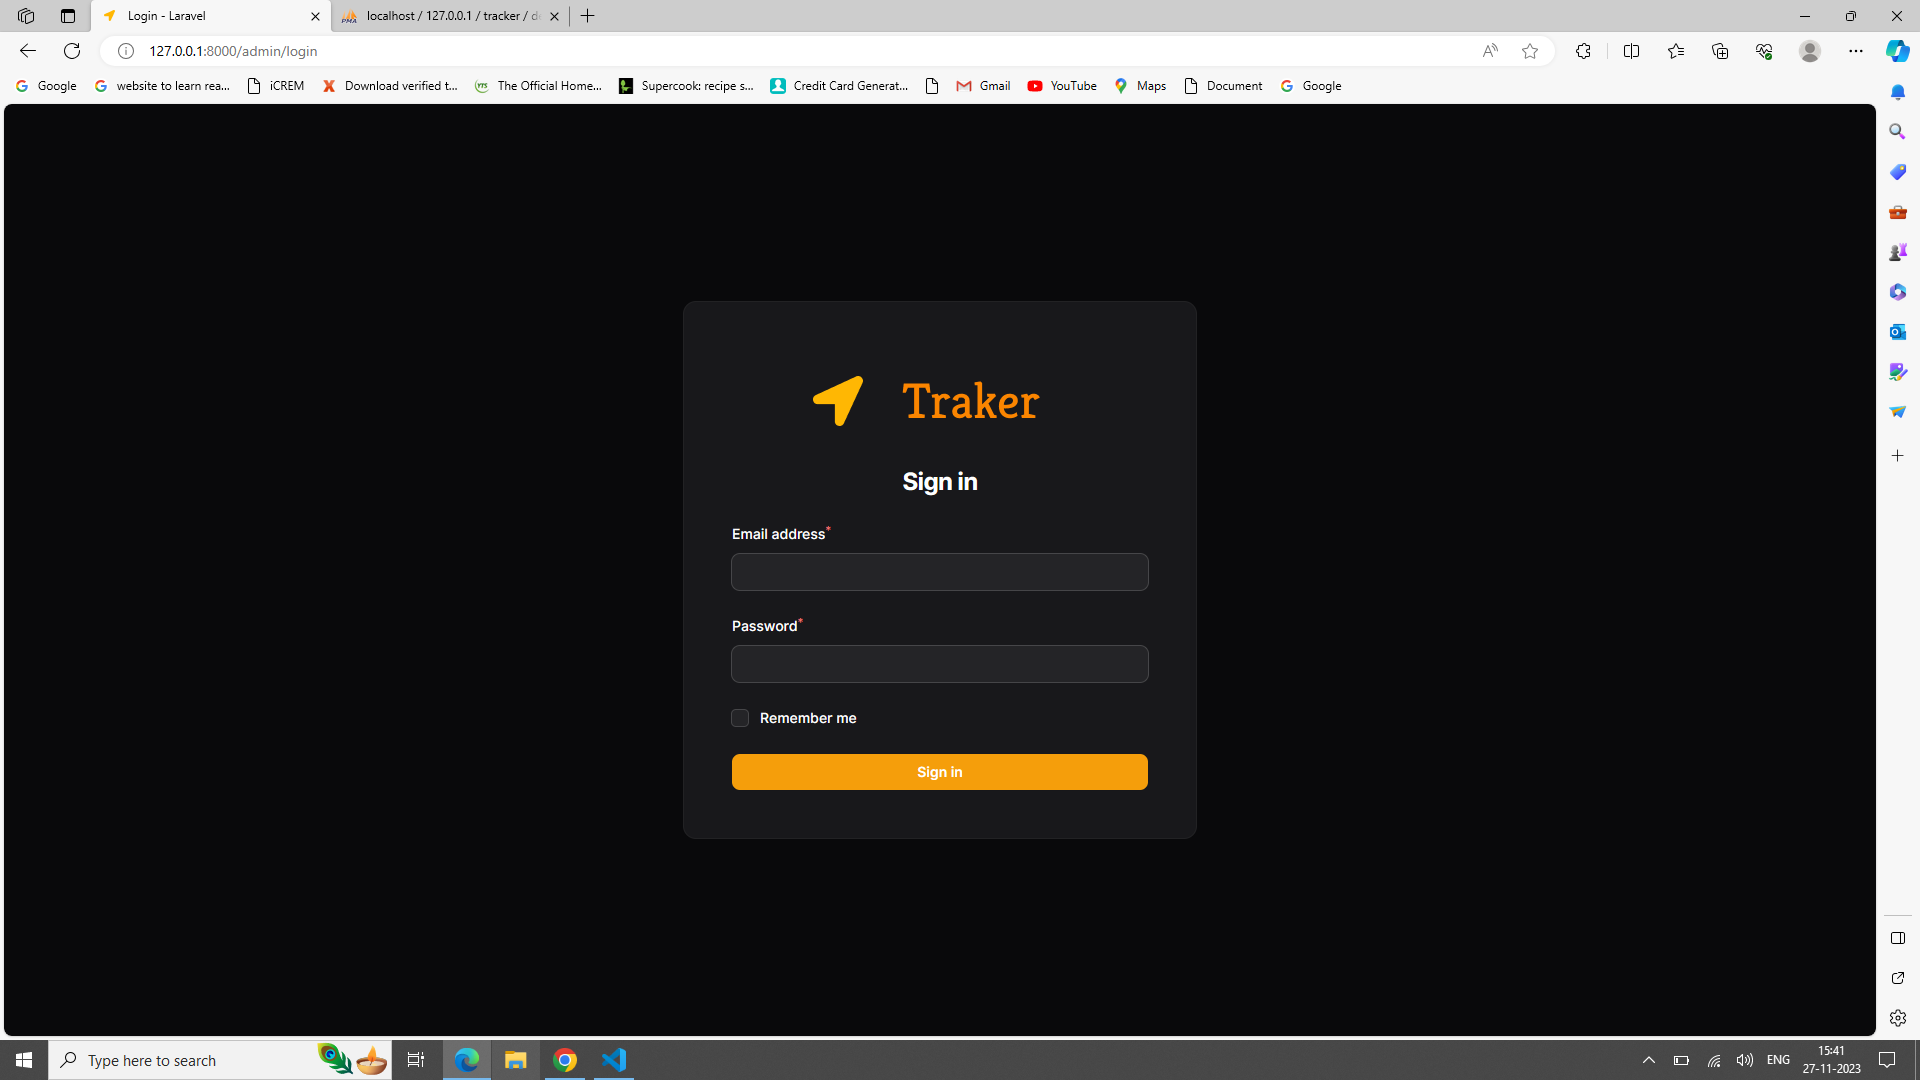 Login - Laravel
localhost / 127.0.0.1 / tracker / d
127.0.0.1:8000/admin/login
Google
website to learn rea...
iCREM
Download verified t...
The Official Home...
Supercook: recipe s...
Credit Card Generat...
Gmail
YouTube
Maps
Document
Google
Traker
Sign in
Email address*
Password*
Remember me
Sign in
Type here to search
ENG
15:41
27-11-2023